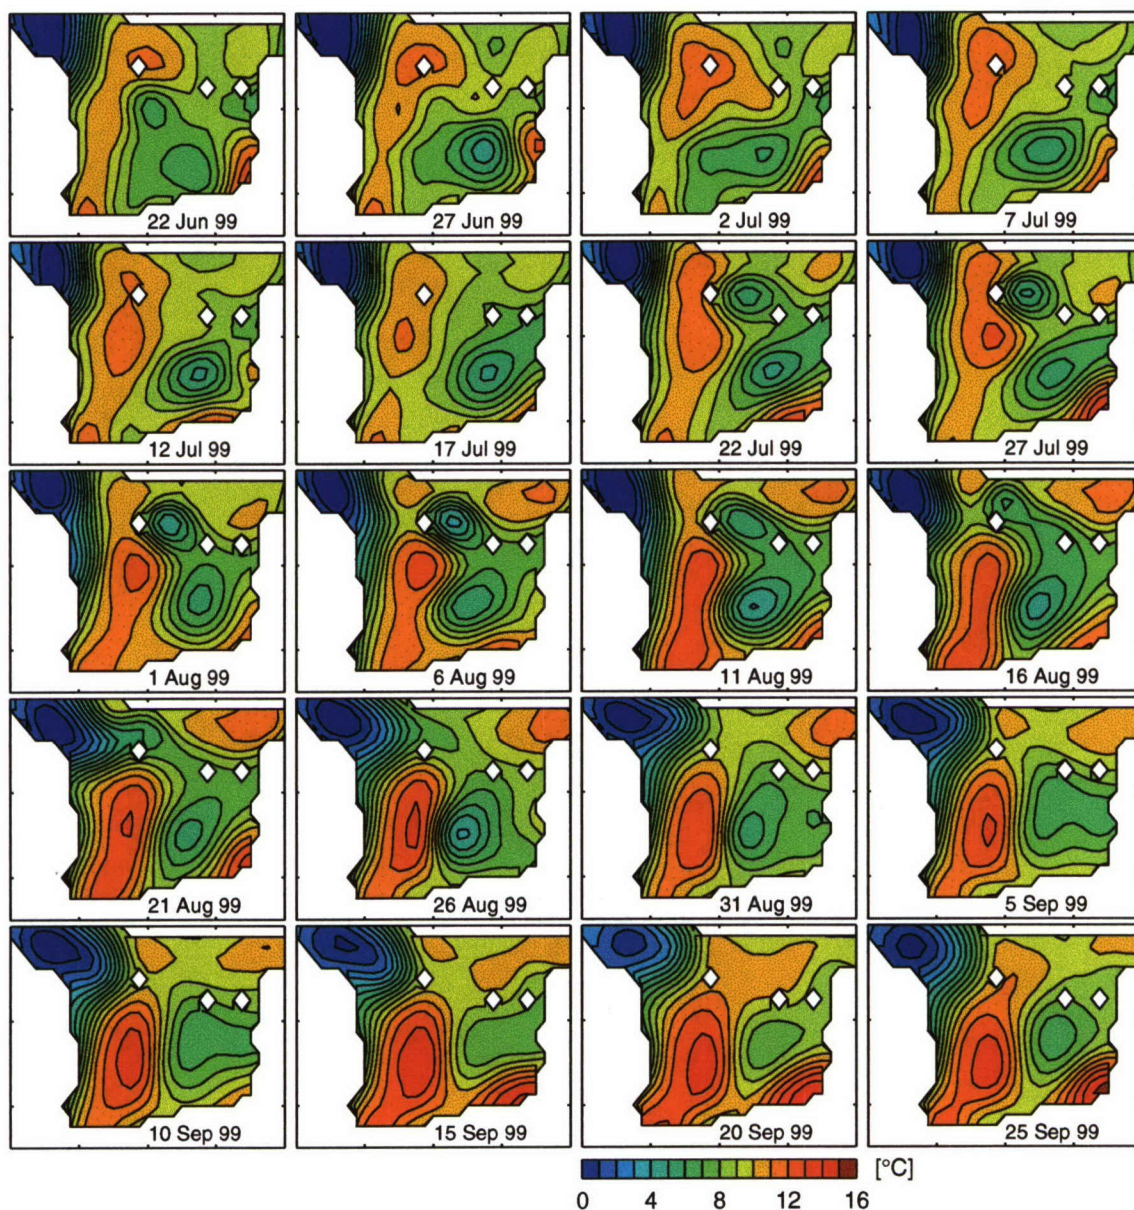 22 Jun 99 27 Jun 99 2 Jul 99 7 Jul 99
12 Jul 99 17 Jul 99 22 Jul 99 27 Jul 99
1 Aug 99 6 Aug 99 11 Aug 99 16 Aug 99
21 Aug 99 26 Aug 99 31 Aug 99 5 Sep 99
10 Sep 99 15 Sep 99 20 Sep 99 25 Sep 99
[°C]
0 4 8 12 16